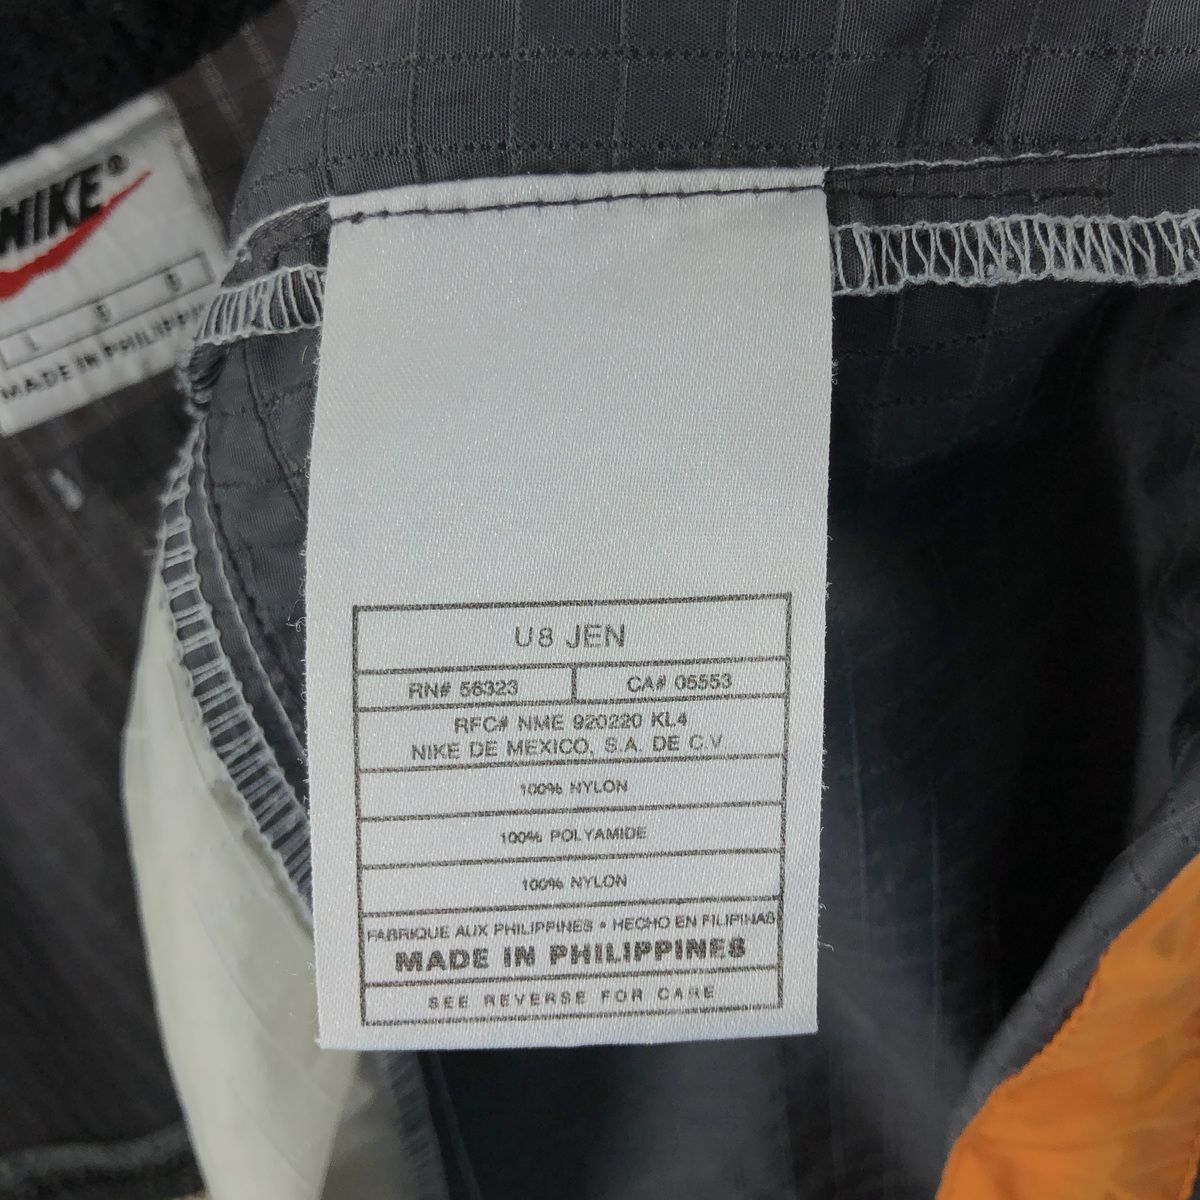 NIKE®
MADE IN
U8 JEN
RN# 56323
CA# 05553
RFC# NME 920220 KL4
NIKE DE MEXICO, S.A. DE C.V.
100% NYLON
100% POLYAMIDE
100% NYLON
FABRIQUE AUX PHILIPPINES • HECHO EN FILIPINAS
MADE IN PHILIPPINES
SEE REVERSE FOR CARE